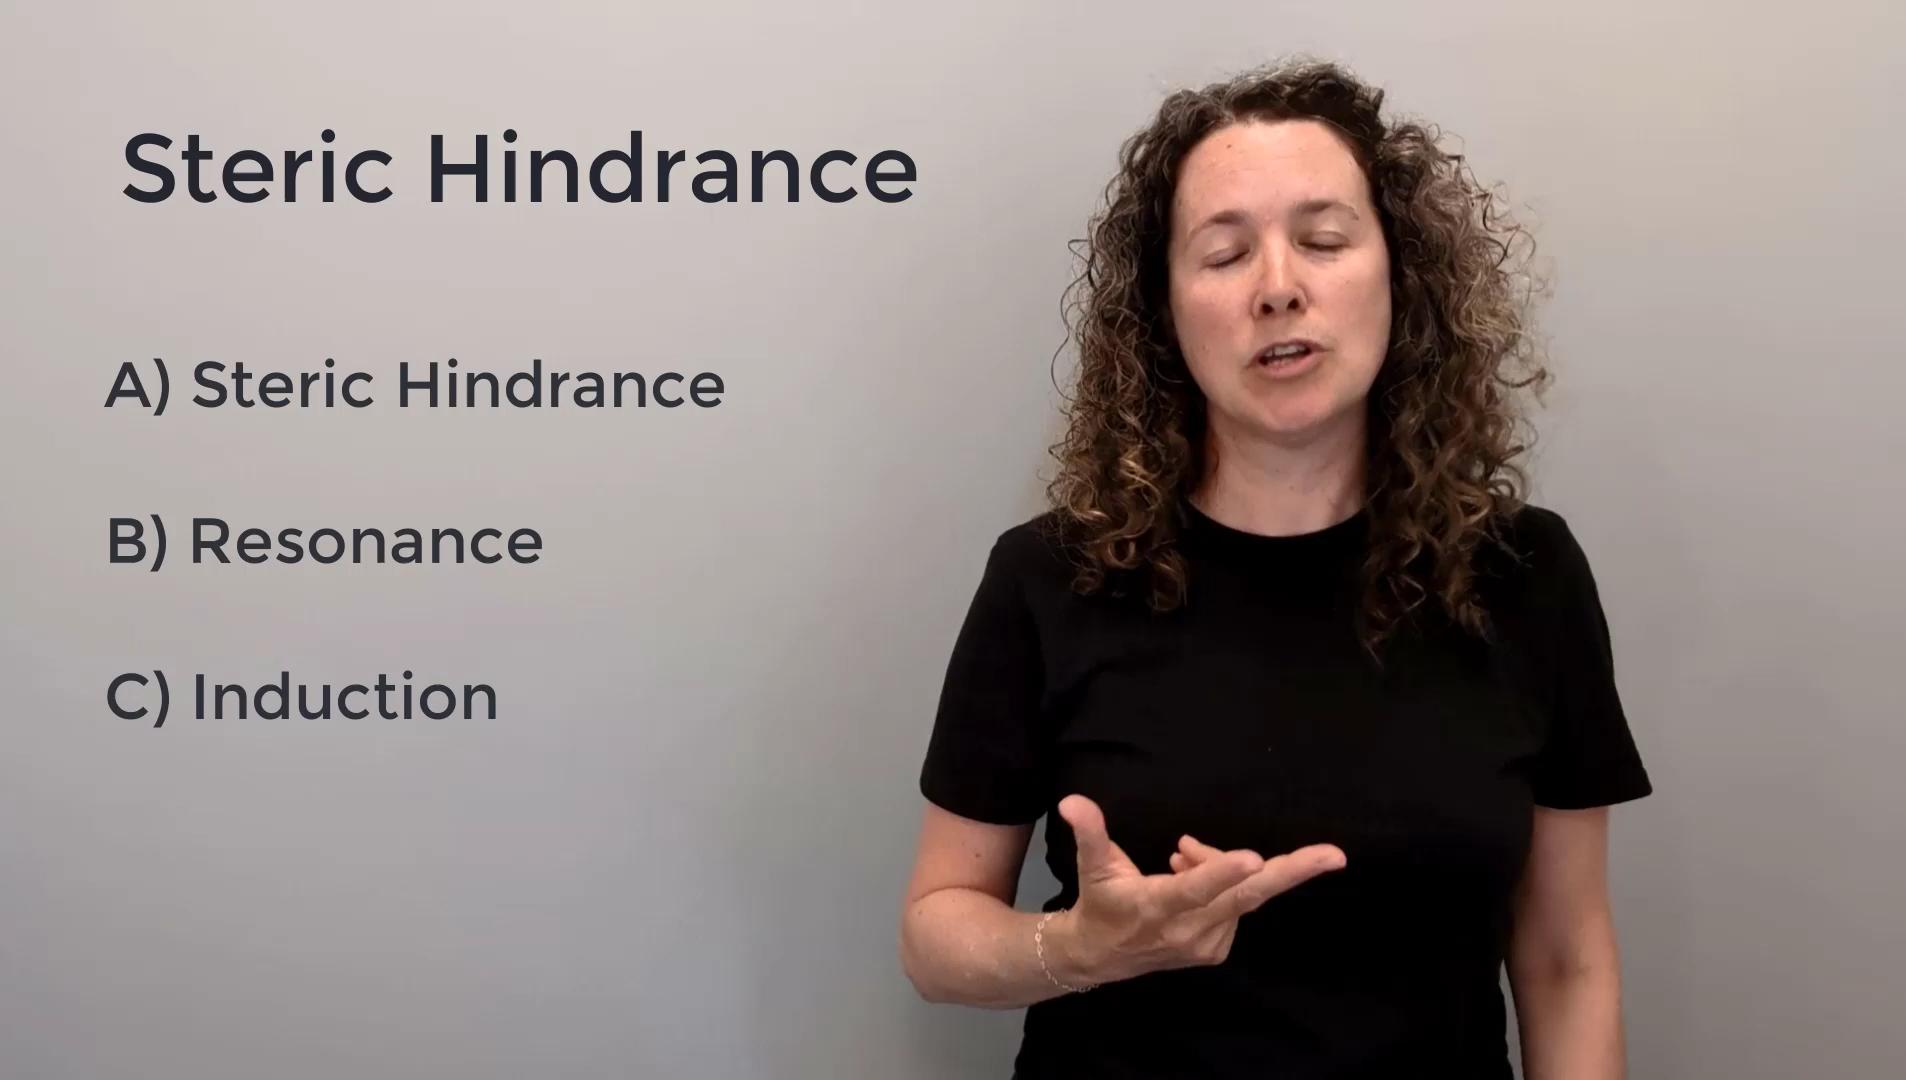 Steric Hindrance
A) Steric Hindrance
B) Resonance
C) Induction